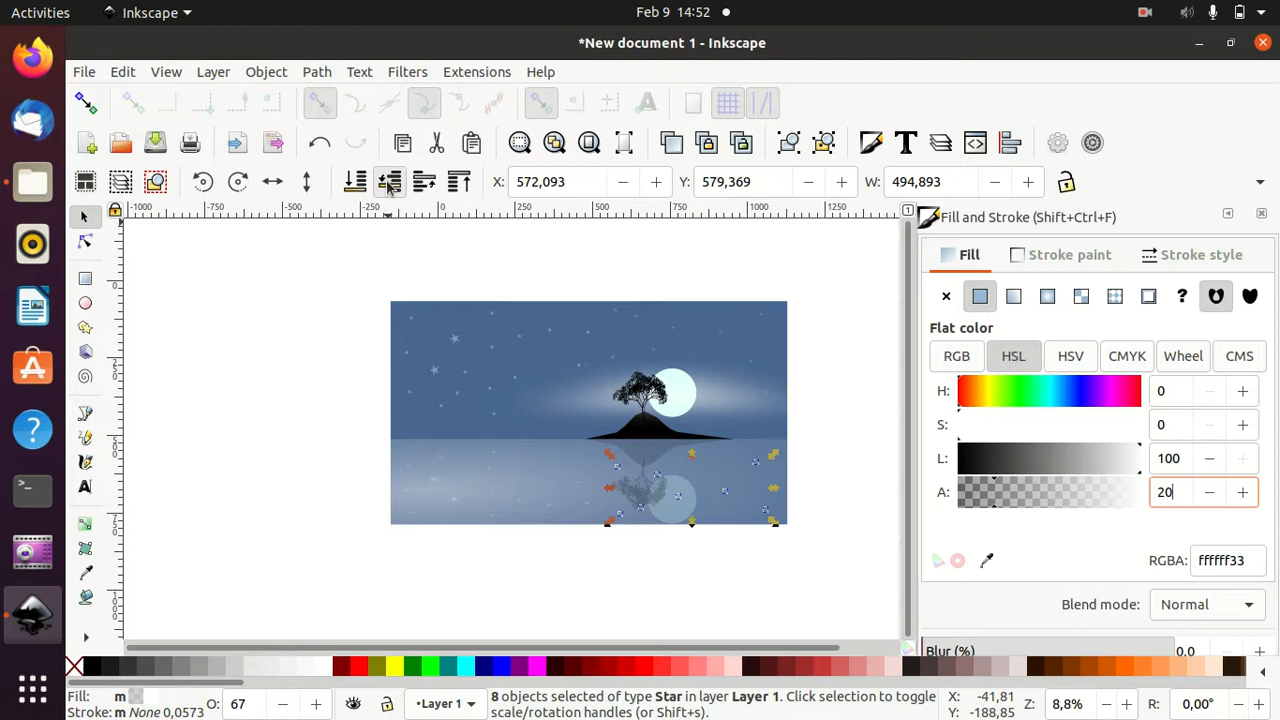 Activities
Inkscape
Feb 9 14:52
*New document 1 - Inkscape
File Edit View Layer Object Path Text Filters Extensions Help
X: 572,093 Y: 579,369 W: 494,893
-1000 -750 -500 -250 0 250 500 750 1000 1250
1
Fill and Stroke (Shift+Ctrl+F)
Fill Stroke paint Stroke style
Flat color
RGB HSL HSV CMYK Wheel CMS
H: 0
S: 0
L: 100
A: 20
RGBA: ffffff33
Blend mode: Normal
Blur (%) 0,0
Fill: m
Stroke: m None 0,0573
O: 67
•Layer 1
8 objects selected of type Star in layer Layer 1. Click selection to toggle
scale/rotation handles (or Shift+s).
X: -41,81
Y: -188,85
Z: 8,8%
R: 0,00°